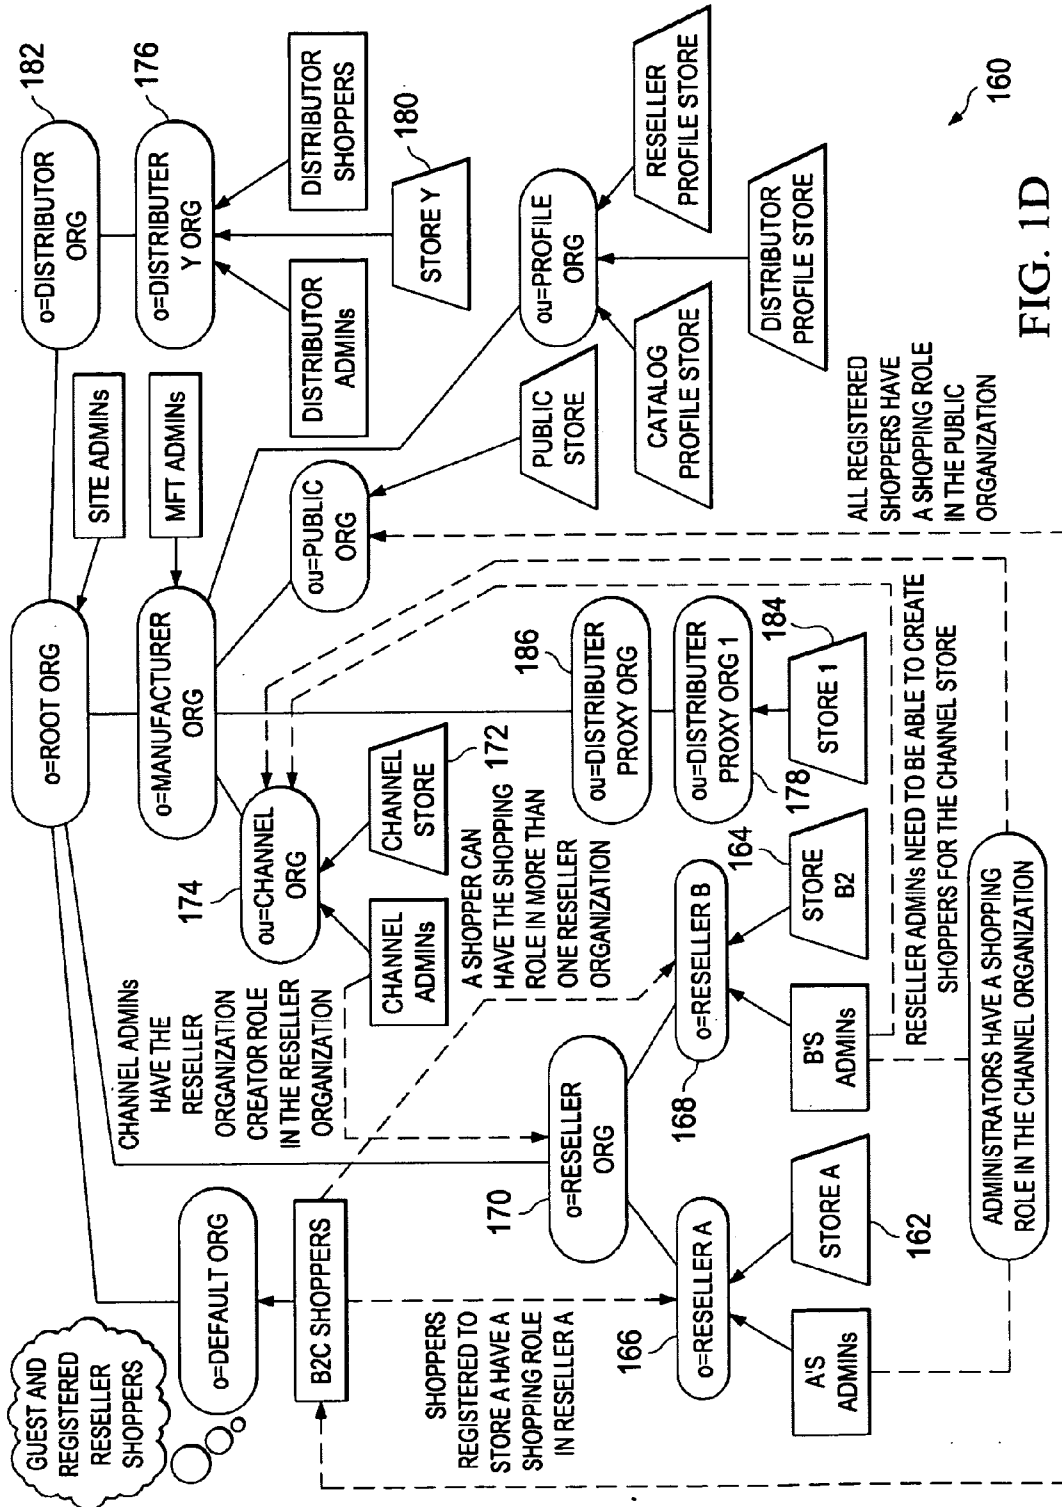 GUEST AND
REGISTERED
RESELLER
SHOPPERS
o=ROOT ORG
SITE ADMINs
o=DISTRIBUTOR
ORG
182
o=DEFAULT ORG
o=MANUFACTURER
ORG
MFT ADMINs
o=DISTRIBUTER
Y ORG
176
CHANNEL ADMINs
HAVE THE
RESELLER
ORGANIZATION
CREATOR ROLE
IN THE RESELLER
ORGANIZATION
174
ou=CHANNEL
ORG
ou=PUBLIC
ORG
DISTRIBUTOR
ADMINs
DISTRIBUTOR
SHOPPERS
B2C SHOPPERS
CHANNEL
ADMINs
CHANNEL
STORE
172
STORE Y
180
SHOPPERS
REGISTERED TO
STORE A HAVE A
SHOPPING ROLE
IN RESELLER A
A SHOPPER CAN
HAVE THE SHOPPING
ROLE IN MORE THAN
ONE RESELLER
ORGANIZATION
170
o=RESELLER
ORG
186
ou=DISTRIBUTER
PROXY ORG
PUBLIC
STORE
ou=PROFILE
ORG
166
o=RESELLER A
168
o=RESELLER B
164
178
ou=DISTRIBUTER
PROXY ORG 1
CATALOG
PROFILE STORE
RESELLER
PROFILE STORE
A'S
ADMINs
STORE A
162
B'S
ADMINs
STORE
B2
STORE 1
184
DISTRIBUTOR
PROFILE STORE
RESELLER ADMINs NEED TO BE ABLE TO CREATE
SHOPPERS FOR THE CHANNEL STORE
ALL REGISTERED
SHOPPERS HAVE
A SHOPPING ROLE
IN THE PUBLIC
ORGANIZATION
ADMINISTRATORS HAVE A SHOPPING
ROLE IN THE CHANNEL ORGANIZATION
160
FIG. 1D